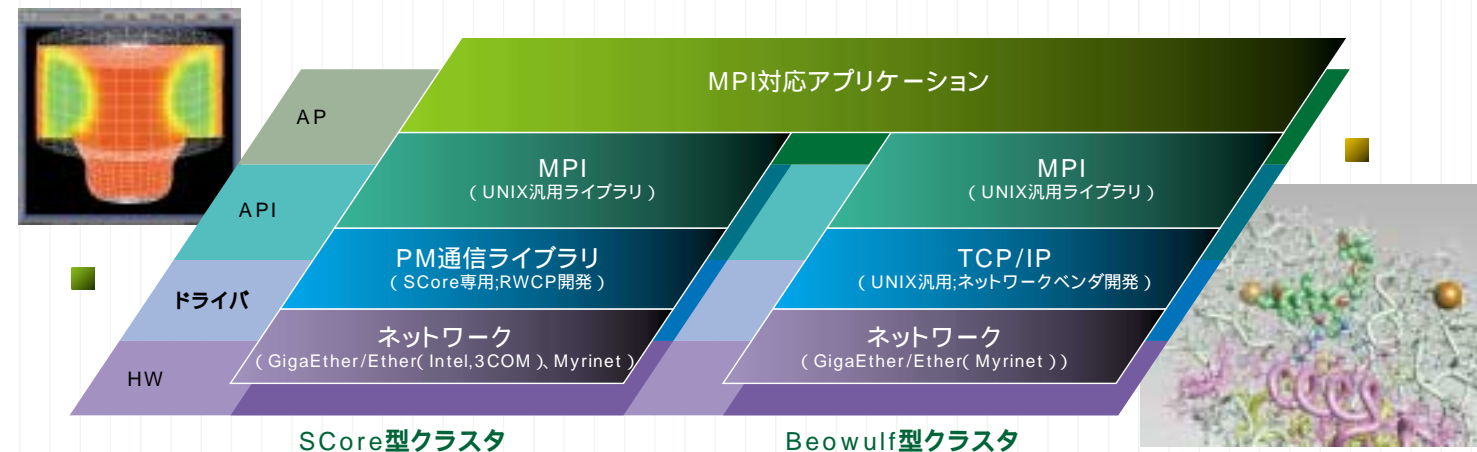 MPI対応アプリケーション
AP
MPI
(UNIX汎用ライブラリ)
MPI
(UNIX汎用ライブラリ)
API
PM通信ライブラリ
(SCore専用;RWCP開発)
TCP/IP
(UNIX汎用;ネットワークベンダ開発)
ドライバ
ネットワーク
(GigaEther/Ether(Intel,3COM)、Myrinet)
ネットワーク
(GigaEther/Ether(Myrinet))
HW
SCore型クラスタ
Beowulf型クラスタ